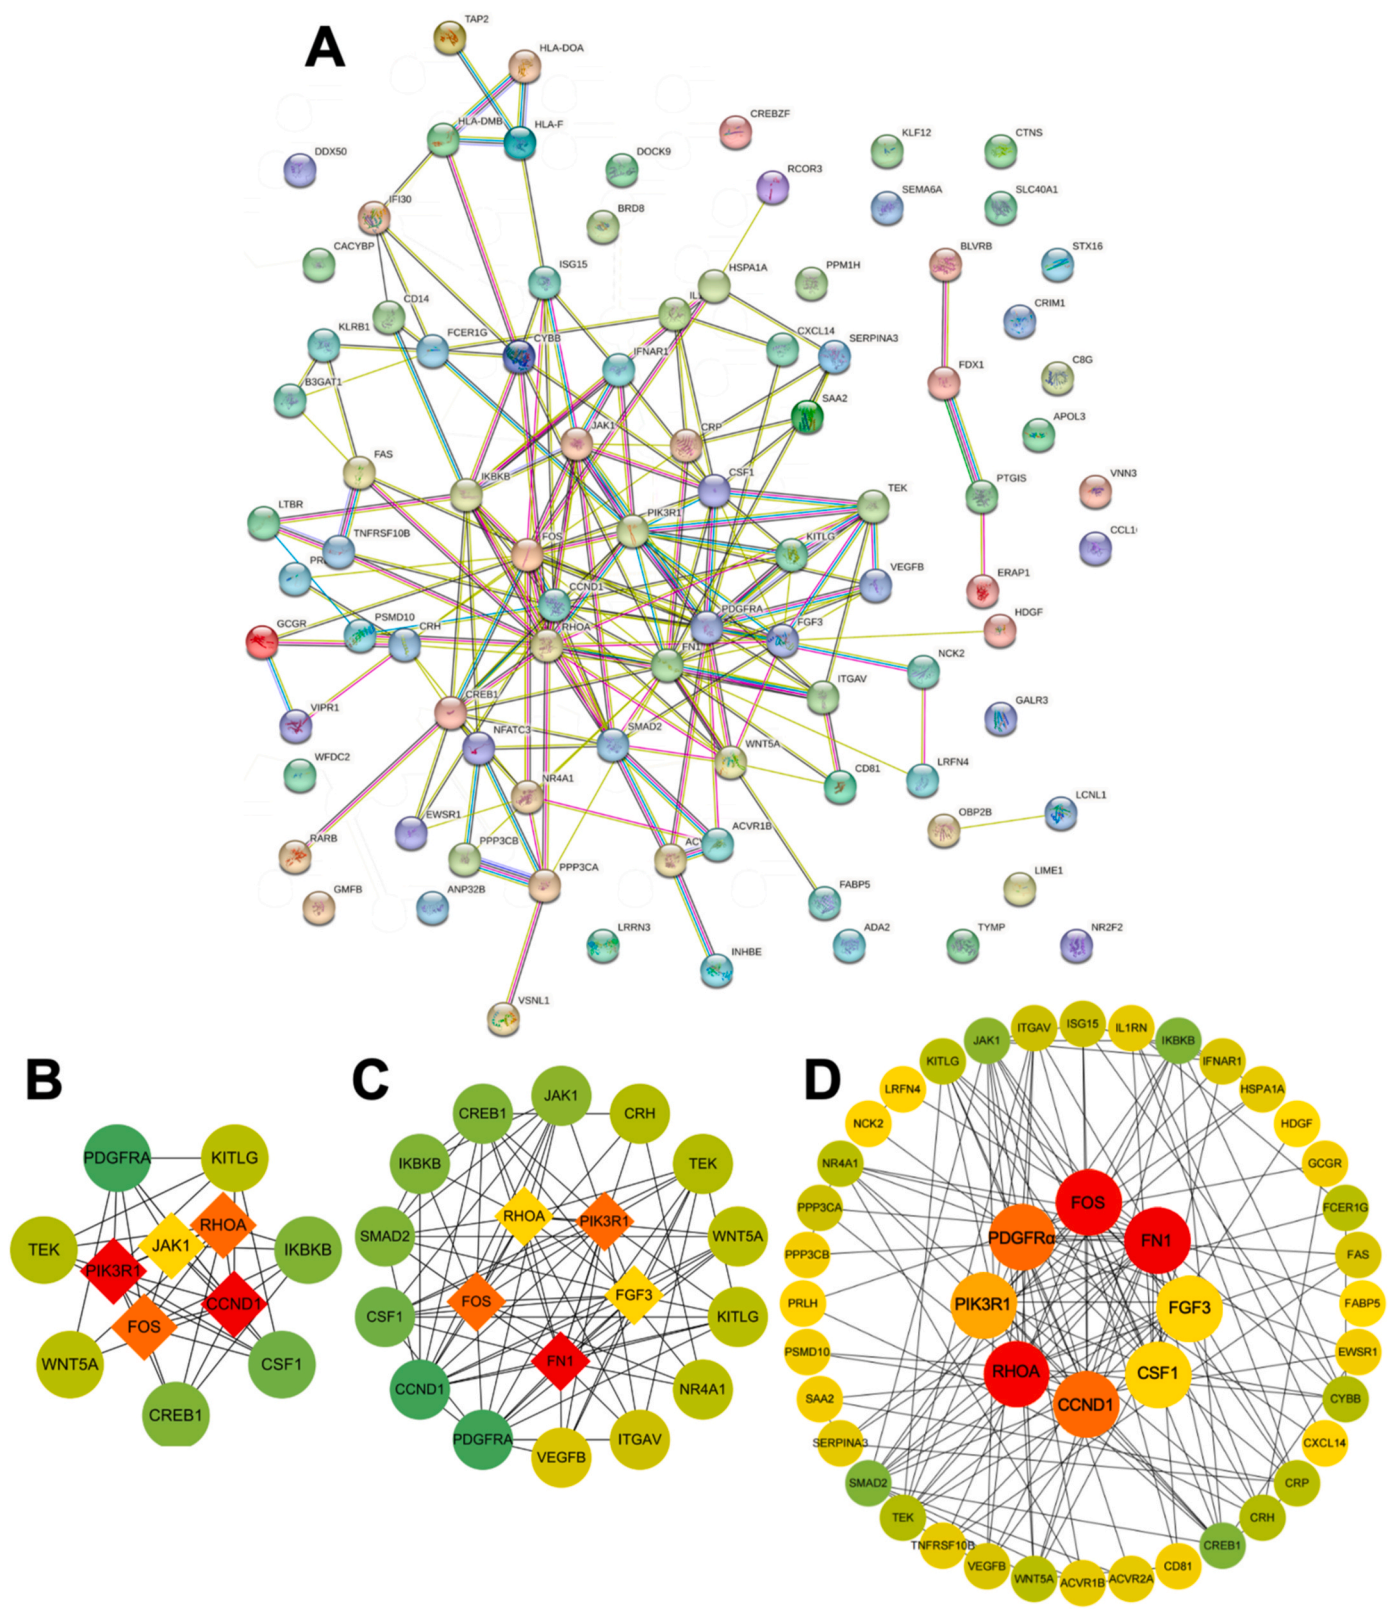 A
TAP2
HLA-DOA
HLA-DMB
HLA-F
CREBZF
KLF12
CTNS
DDX50
DOCK9
RCOR3
SEMA6A
SLC40A1
IFI30
BRD8
CACYBP
ISG15
HSPA1A
PPM1H
BLVRB
STX16
CD14
CRIM1
KLRB1
FCER1G
CYBB
IFNAR1
CXCL14
SERPINA3
FDX1
C8G
B3GAT1
SAA2
APOL3
JAK1
CRP
FAS
IKBKB
CSF1
TEK
PTGIS
VNN3
LTBR
TNFRSF10B
FOS
PIK3R1
KITLG
CCL1
PR
CCND1
VEGFB
ERAP1
GCGR
PSMD10
CRH
RHOA
PDGFRA
FGF3
HDGF
FN1
NCK2
VIPR1
CREB1
ITGAV
GALR3
NFATC3
SMAD2
WNT5A
WFDC2
NR4A1
CD81
LRFN4
LCNL1
RARB
EWSR1
PPP3CB
AC
ACVR1B
OBP2B
PPP3CA
GMFB
ANP32B
FABP5
LIME1
LRRN3
INHBE
ADA2
TYMP
NR2F2
VSNL1
B
PDGFRA
KITLG
RHOA
TEK
JAK1
IKBKB
PIK3R1
CCND1
FOS
WNT5A
CSF1
CREB1
C
JAK1
CREB1
CRH
IKBKB
TEK
RHOA
PIK3R1
SMAD2
WNT5A
FOS
FGF3
CSF1
KITLG
FN1
CCND1
NR4A1
PDGFRA
VEGFB
ITGAV
D
JAK1
ITGAV
ISG15
IL1RN
IKBKB
KITLG
IFNAR1
LRFN4
HSPA1A
NCK2
HDGF
NR4A1
GCGR
PPP3CA
FOS
FCER1G
PPP3CB
PDGFRα
FN1
FAS
PRLH
PIK3R1
FGF3
FABP5
PSMD10
RHOA
CSF1
EWSR1
SAA2
CCND1
CYBB
SERPINA3
CXCL14
SMAD2
CRP
TEK
CRH
TNFRSF10B
CREB1
VEGFB
WNT5A
ACVR1B
ACVR2A
CD81